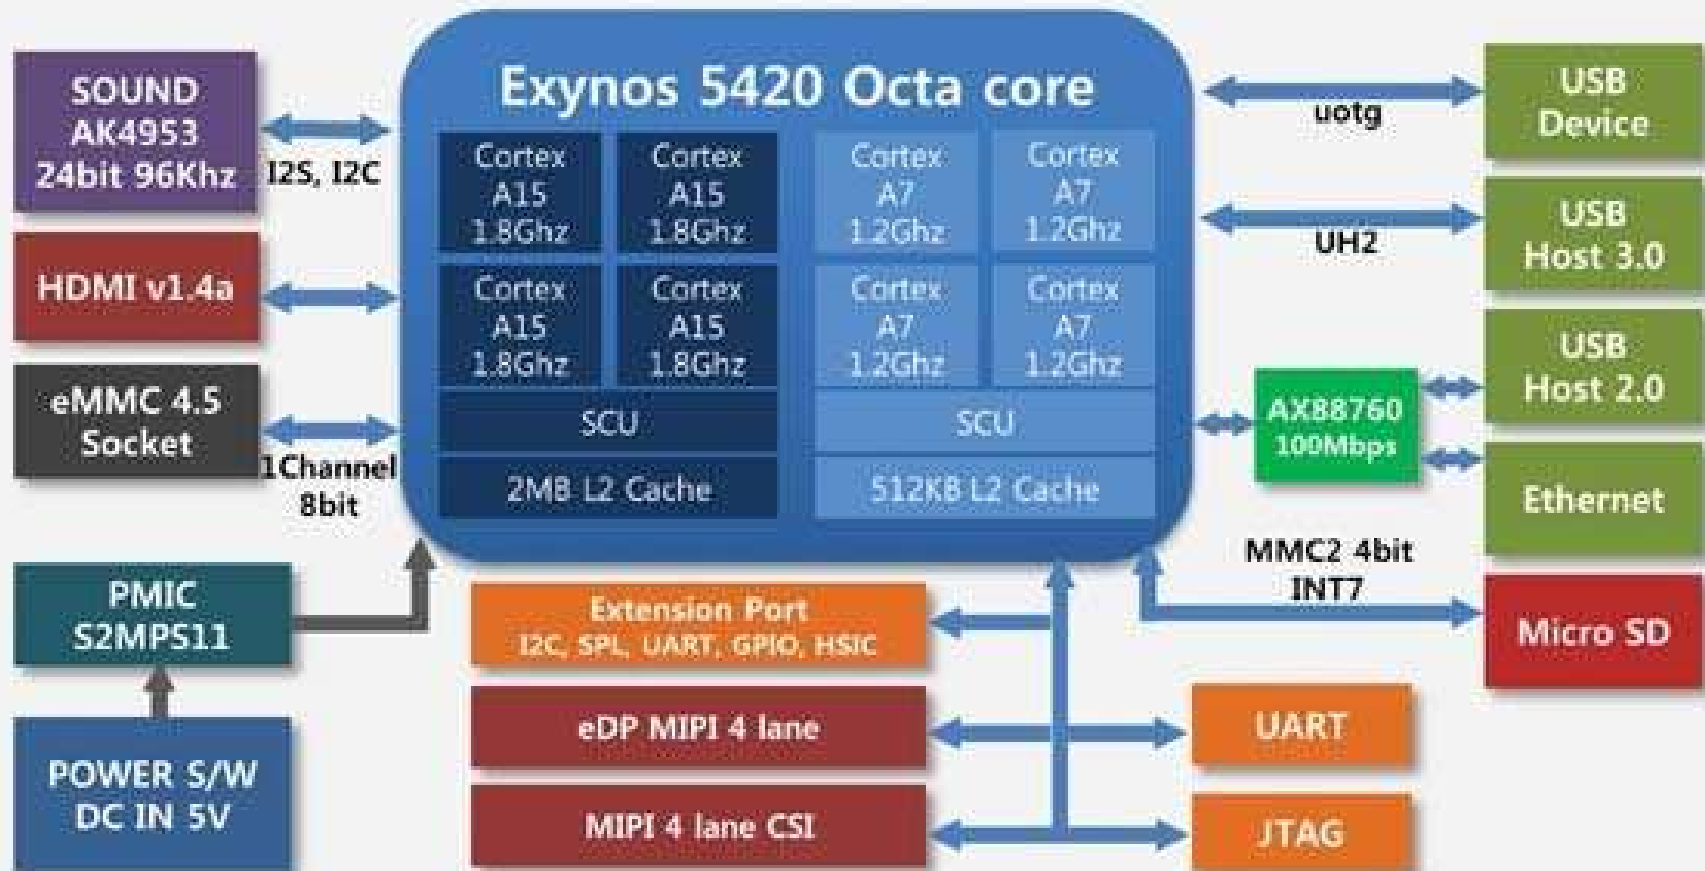 Exynos 5420 Octa core
SOUND
AK4953
24bit 96Khz
I2S, I2C
HDMI v1.4a
eMMC 4.5
Socket
1Channel
8bit
PMIC
S2MPS11
POWER S/W
DC IN 5V
Cortex
A15
1.8Ghz
Cortex
A15
1.8Ghz
Cortex
A7
1.2Ghz
Cortex
A7
1.2Ghz
Cortex
A15
1.8Ghz
Cortex
A15
1.8Ghz
Cortex
A7
1.2Ghz
Cortex
A7
1.2Ghz
SCU
SCU
2MB L2 Cache
512KB L2 Cache
Extension Port
I2C, SPL, UART, GPIO, HSIC
eDP MIPI 4 lane
MIPI 4 lane CSI
uotg
USB
Device
UH2
USB
Host 3.0
USB
Host 2.0
AX88760
100Mbps
Ethernet
MMC2 4bit
INT7
Micro SD
UART
JTAG